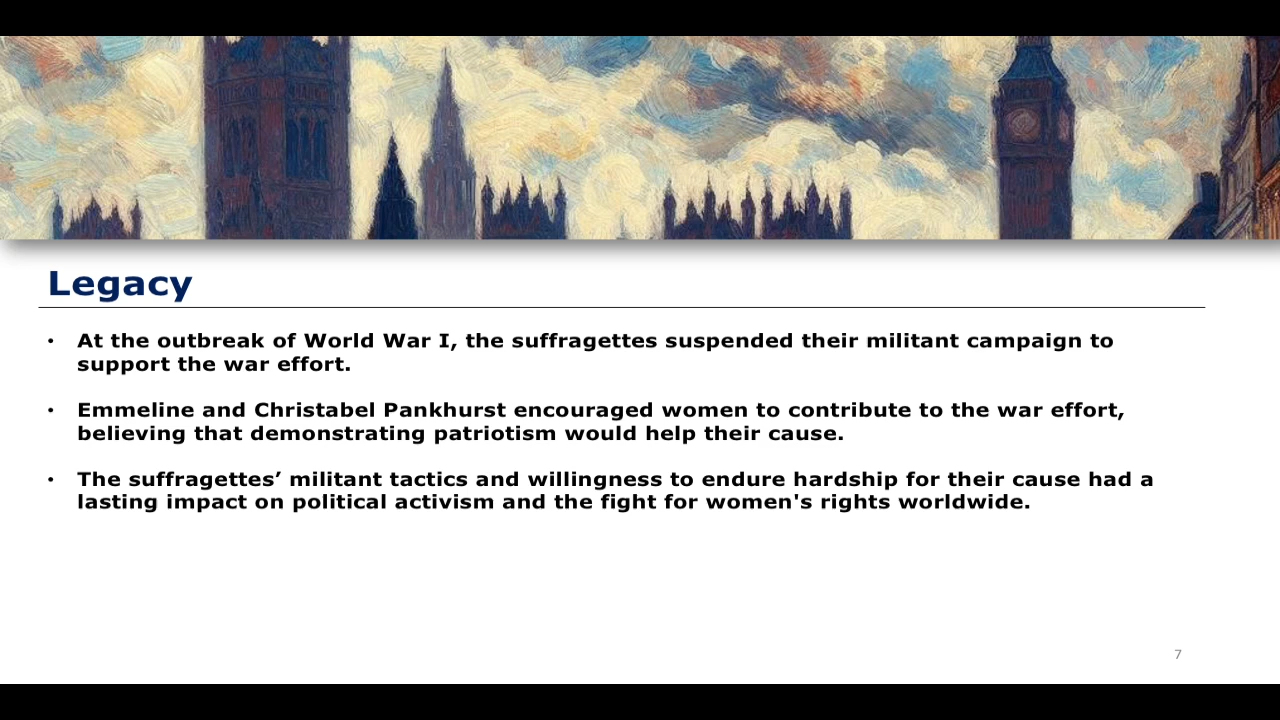 Legacy
• At the outbreak of World War I, the suffragettes suspended their militant campaign to
support the war effort.
• Emmeline and Christabel Pankhurst encouraged women to contribute to the war effort,
believing that demonstrating patriotism would help their cause.
• The suffragettes’ militant tactics and willingness to endure hardship for their cause had a
lasting impact on political activism and the fight for women's rights worldwide.
7